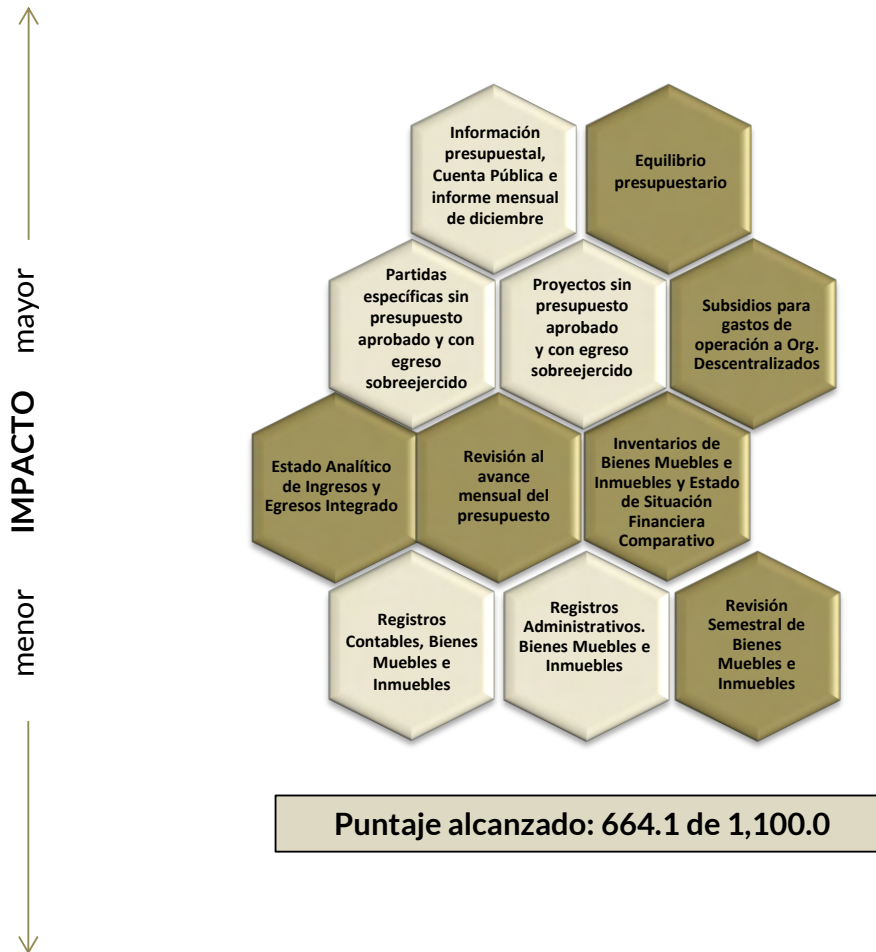 mayor
IMPACTO
menor
Información
presupuestal,
Cuenta Pública e
informe mensual
de diciembre
Equilibrio
presupuestario
Partidas
específicas sin
presupuesto
aprobado y con
egreso
sobreejercido
Proyectos sin
presupuesto
aprobado
y con egreso
sobreejercido
Subsidios para
gastos de
operación a Org.
Descentralizados
Estado Analítico
de Ingresos y
Egresos Integrado
Revisión al
avance
mensual del
presupuesto
Inventarios de
Bienes Muebles e
Inmuebles y Estado
de Situación
Financiera
Comparativo
Registros
Contables, Bienes
Muebles e
Inmuebles
Registros
Administrativos.
Bienes Muebles e
Inmuebles
Revisión
Semestral de
Bienes
Muebles e
Inmuebles
Puntaje alcanzado: 664.1 de 1,100.0